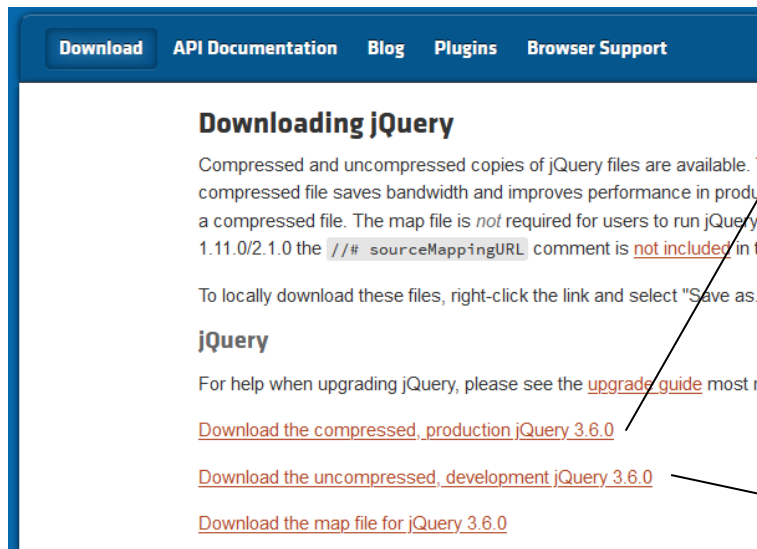 Download API Documentation Blog Plugins Browser Support
Downloading jQuery
Compressed and uncompressed copies of jQuery files are available.
compressed file saves bandwidth and improves performance in
a compressed file. The map file is not required for users to run jQuery
1.11.0/2.1.0 the //# sourceMappingURL comment is not included in
To locally download these files, right-click the link and select "Save as.
jQuery
For help when upgrading jQuery, please see the upgrade guide most
Download the compressed, production jQuery 3.6.0
Download the uncompressed, development jQuery 3.6.0
Download the map file for jQuery 3.6.0